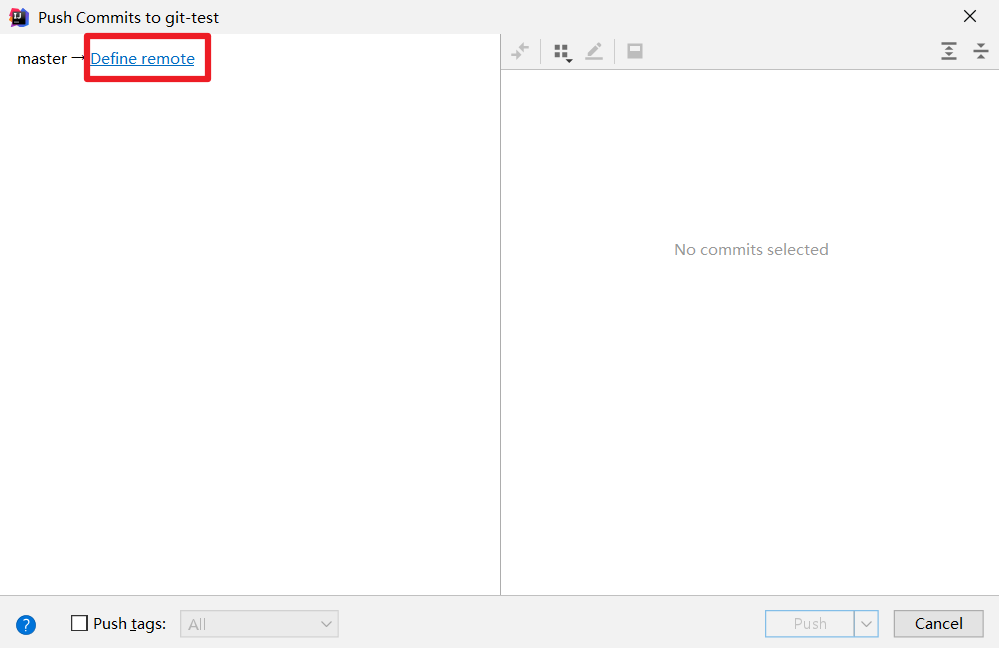 Push Commits to git-test
master → Define remote
No commits selected
Push tags:
All
Push
Cancel